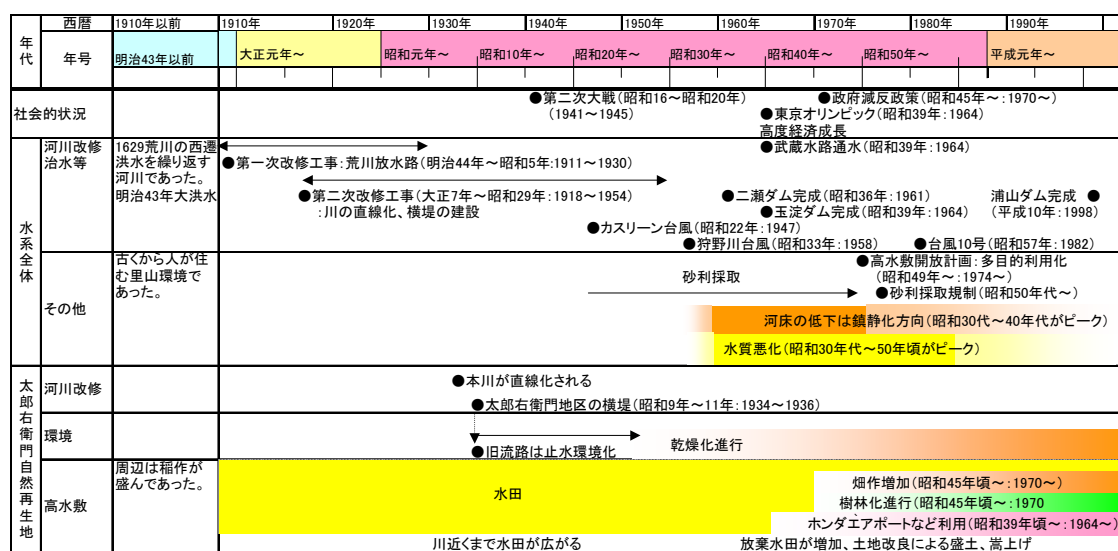 年代
西暦
1910年以前
1910年
1920年
1930年
1940年
1950年
1960年
1970年
1980年
1990年
年号
明治43年以前
大正元年～
昭和元年～
昭和10年～
昭和20年～
昭和30年～
昭和40年～
昭和50年～
平成元年～
社会的状況
●第二次大戦(昭和16～昭和20年)
(1941～1945)
●政府減反政策(昭和45年～:1970～)
●東京オリンピック(昭和39年:1964)
高度経済成長
水系全体
河川改修
治水等
1629荒川の西遷
洪水を繰り返す
河川であった。
明治43年大洪水
●武蔵水路通水(昭和39年:1964)
●第一次改修工事:荒川放水路(明治44年～昭和5年:1911～1930)
●第二次改修工事(大正7年～昭和29年:1918～1954)
:川の直線化、横堤の建設
●二瀬ダム完成(昭和36年:1961)
浦山ダム完成●
(平成10年:1998)
●玉淀ダム完成(昭和39年:1964)
●カスリーン台風(昭和22年:1947)
●狩野川台風(昭和33年:1958)
●台風10号(昭和57年:1982)
その他
古くから人が住
む里山環境で
あった。
●高水敷開放計画:多目的利用化
(昭和49年～:1974～)
砂利採取
●砂利採取規制(昭和50年代～)
河床の低下は鎮静化方向(昭和30代～40年代がピーク)
水質悪化(昭和30年代～50年頃がピーク)
太郎右衛門自然再生地
河川改修
●本川が直線化される
●太郎右衛門地区の横堤(昭和9年～11年:1934～1936)
環境
●旧流路は止水環境化
乾燥化進行
高水敷
周辺は稲作が
盛んであった。
水田
畑作増加(昭和45年頃～:1970～)
樹林化進行(昭和45年頃～:1970
ホンダエアポートなど利用(昭和39年頃～:1964～)
川近くまで水田が広がる
放棄水田が増加、土地改良による盛土、嵩上げ